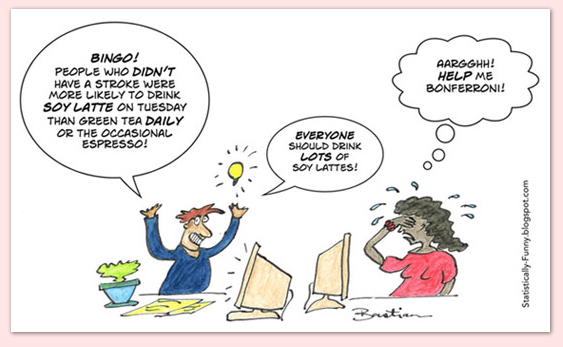 BINGO!
PEOPLE WHO DIDN'T
HAVE A STROKE WERE
MORE LIKELY TO DRINK
SOY LATTE ON TUESDAY
THAN GREEN TEA DAILY
OR THE OCCASIONAL
ESPRESSO!
EVERYONE
SHOULD DRINK
LOTS OF
SOY LATTES!
AARGGHH!
HELP ME
BONFERRONI!
Statistically-Funny.blogspot.com
Bastian